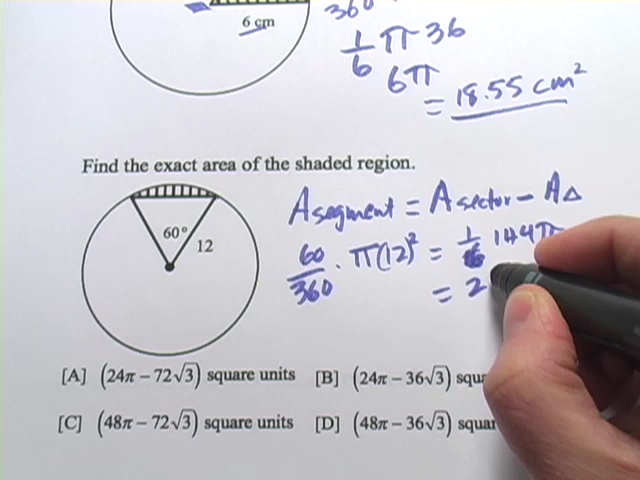 6 cm
360
1/6 π 36
6π
= 18.55 cm²
Find the exact area of the shaded region.
60°
12
A segment = A sector - A△
60/360 · π(12)² = 1/6 144π
= 2
[A] (24π − 72√3) square units [B] (24π − 36√3) squa
[C] (48π − 72√3) square units [D] (48π − 36√3) squar